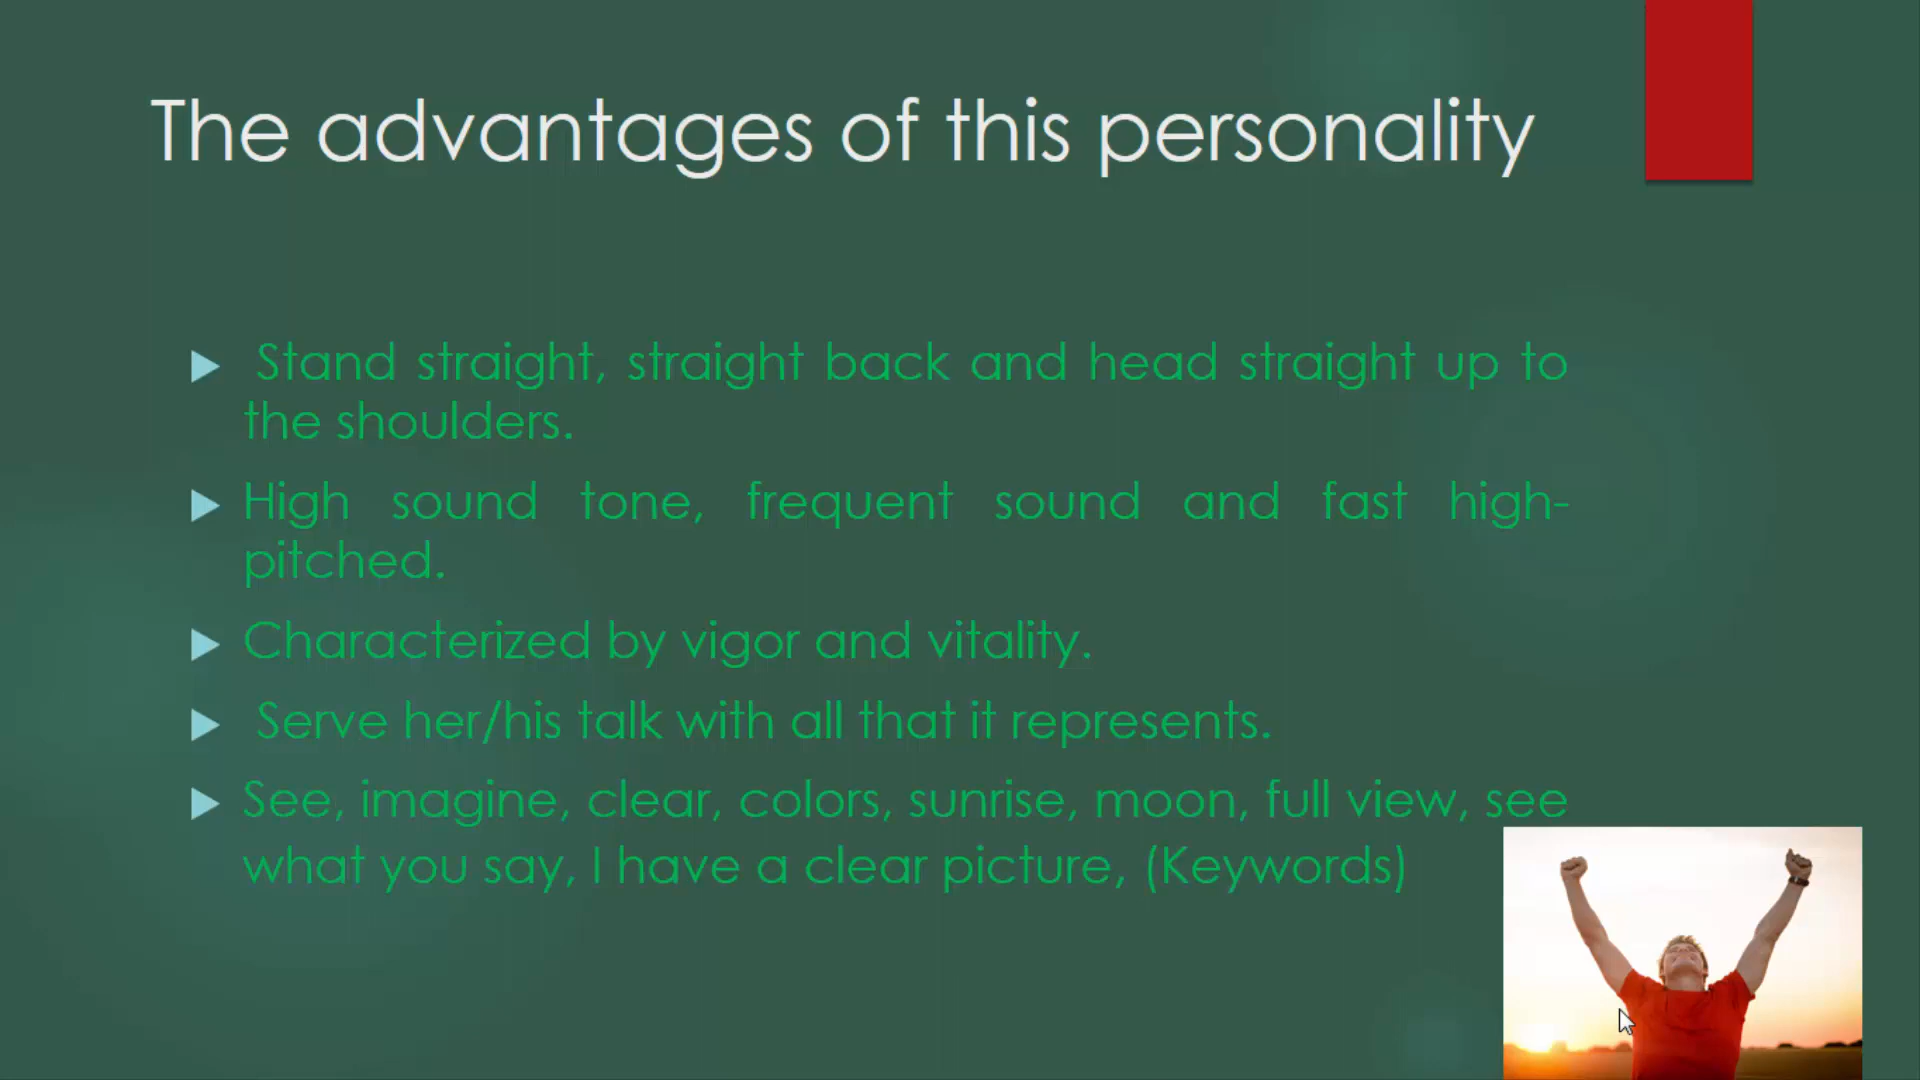 The advantages of this personality
Stand straight, straight back and head straight up to
the shoulders.
High sound tone, frequent sound and fast high-
pitched.
Characterized by vigor and vitality.
Serve her/his talk with all that it represents.
See, imagine, clear, colors, sunrise, moon, full view, see
what you say, I have a clear picture, (Keywords)